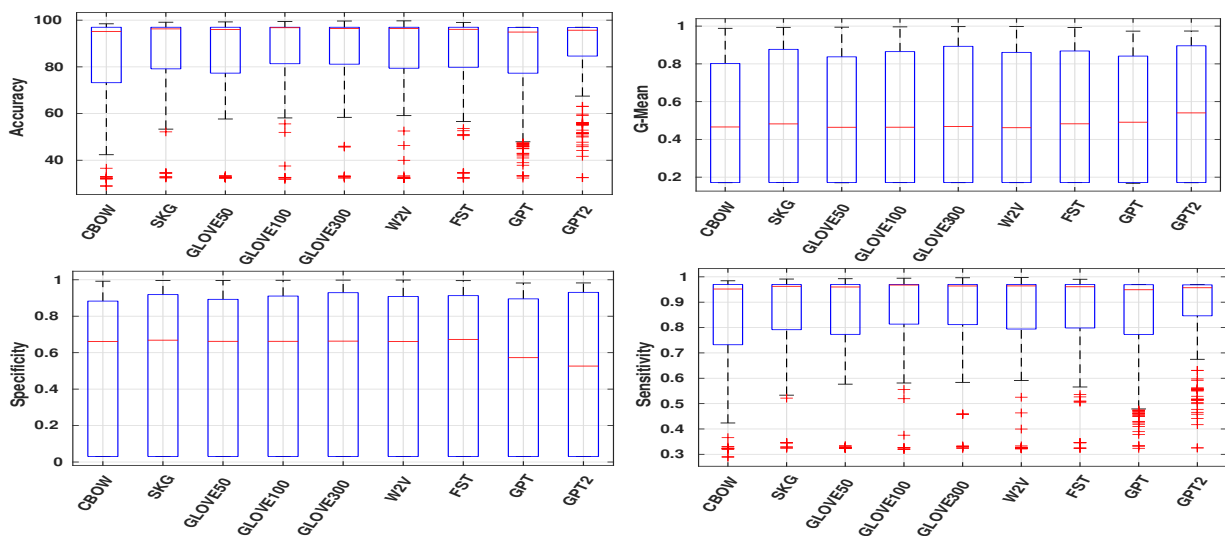 Accuracy
100
80
60
40
CBOW SKG GLOVE50 GLOVE100 GLOVE300 W2V FST GPT GPT2
G-Mean
1
0.8
0.6
0.4
0.2
CBOW SKG GLOVE50 GLOVE100 GLOVE300 W2V FST GPT GPT2
Specificity
1
0.8
0.6
0.4
0.2
0
CBOW SKG GLOVE50 GLOVE100 GLOVE300 W2V FST GPT GPT2
Sensitivity
1
0.9
0.8
0.7
0.6
0.5
0.4
0.3
CBOW SKG GLOVE50 GLOVE100 GLOVE300 W2V FST GPT GPT2